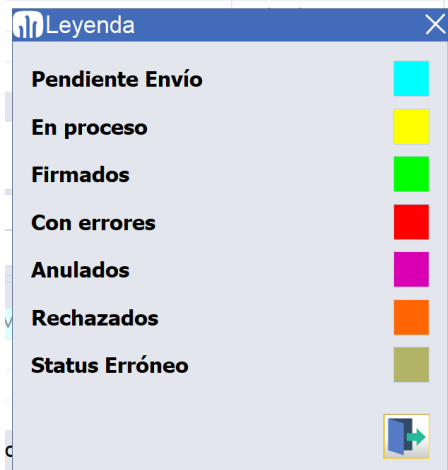 Leyenda
Pendiente Envío
En proceso
Firmados
Con errores
Anulados
Rechazados
Status Erróneo